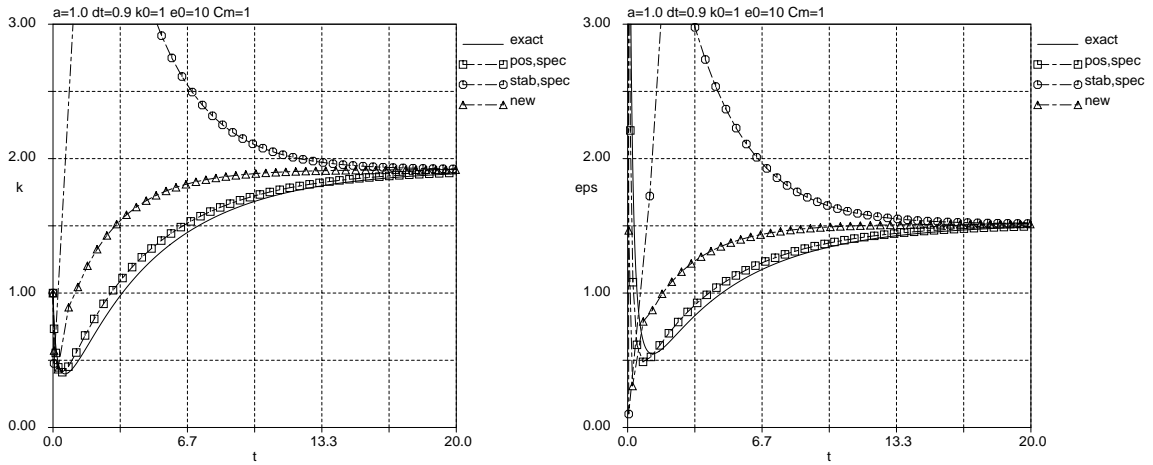 a=1.0 dt=0.9 k0=1 e0=10 Cm=1
3.00
2.00
k
1.00
0.00
0.0
6.7
13.3
20.0
t
exact
pos,spec
stab,spec
new
a=1.0 dt=0.9 k0=1 e0=10 Cm=1
3.00
2.00
eps
1.00
0.00
0.0
6.7
13.3
20.0
t
exact
pos,spec
stab,spec
new